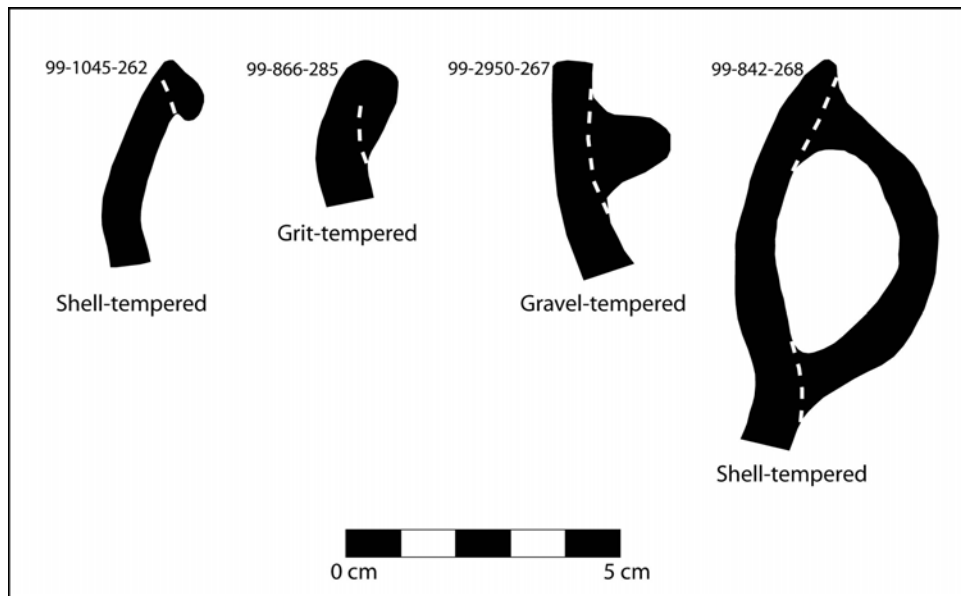 99-1045-262
99-866-285
99-2950-267
99-842-268
Grit-tempered
Shell-tempered
Gravel-tempered
Shell-tempered
0 cm
5 cm